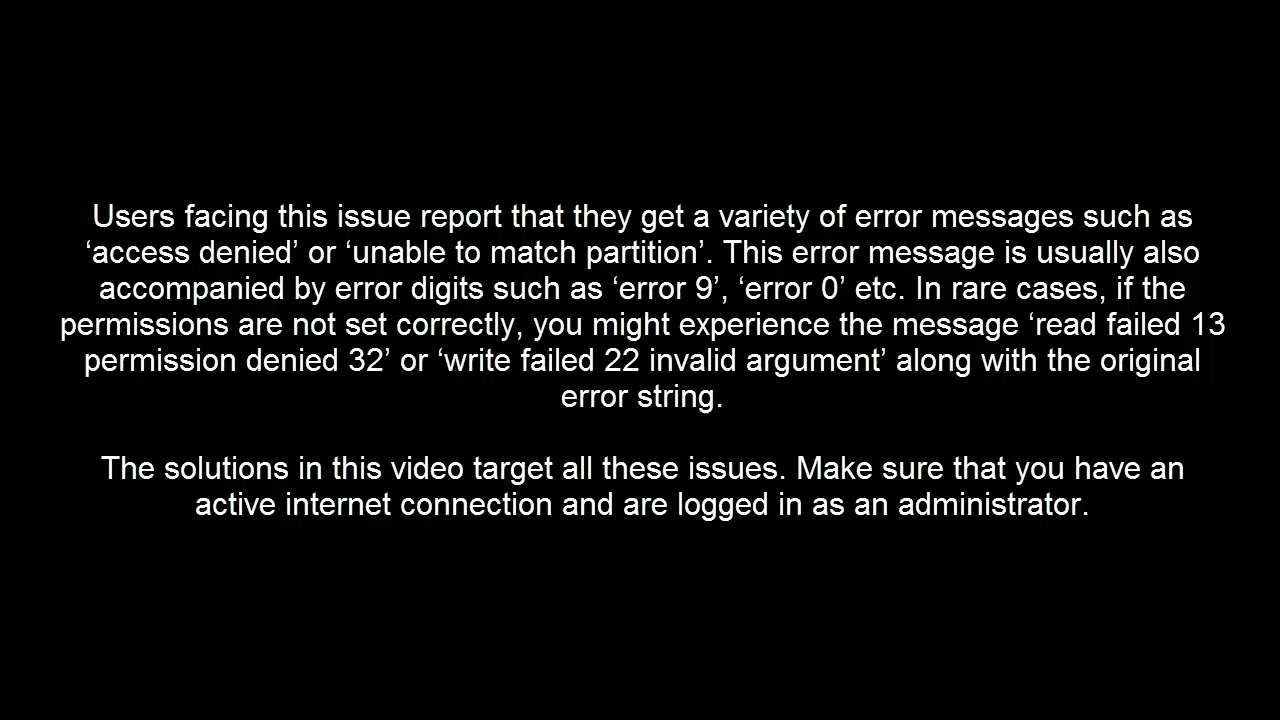 Users facing this issue report that they get a variety of error messages such as
‘access denied’ or ‘unable to match partition’. This error message is usually also
accompanied by error digits such as ‘error 9’, ‘error 0’ etc. In rare cases, if the
permissions are not set correctly, you might experience the message ‘read failed 13
permission denied 32’ or ‘write failed 22 invalid argument’ along with the original
error string.
The solutions in this video target all these issues. Make sure that you have an
active internet connection and are logged in as an administrator.